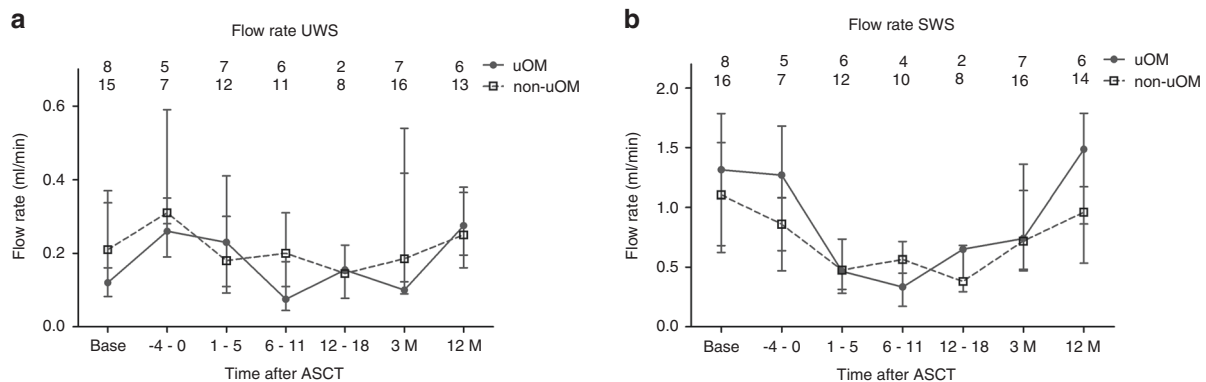 a
Flow rate UWS
8 5 7 6 2 7 6
15 7 12 11 8 16 13
uOM
non-uOM
0.6
0.4
0.2
0.0
Flow rate (ml/min)
Base -4 - 0 1 - 5 6 - 11 12 - 18 3 M 12 M
Time after ASCT
b
Flow rate SWS
8 5 6 4 2 7 6
16 7 12 10 8 16 14
uOM
non-uOM
2.0
1.5
1.0
0.5
0.0
Flow rate (ml/min)
Base -4 - 0 1 - 5 6 - 11 12 - 18 3 M 12 M
Time after ASCT